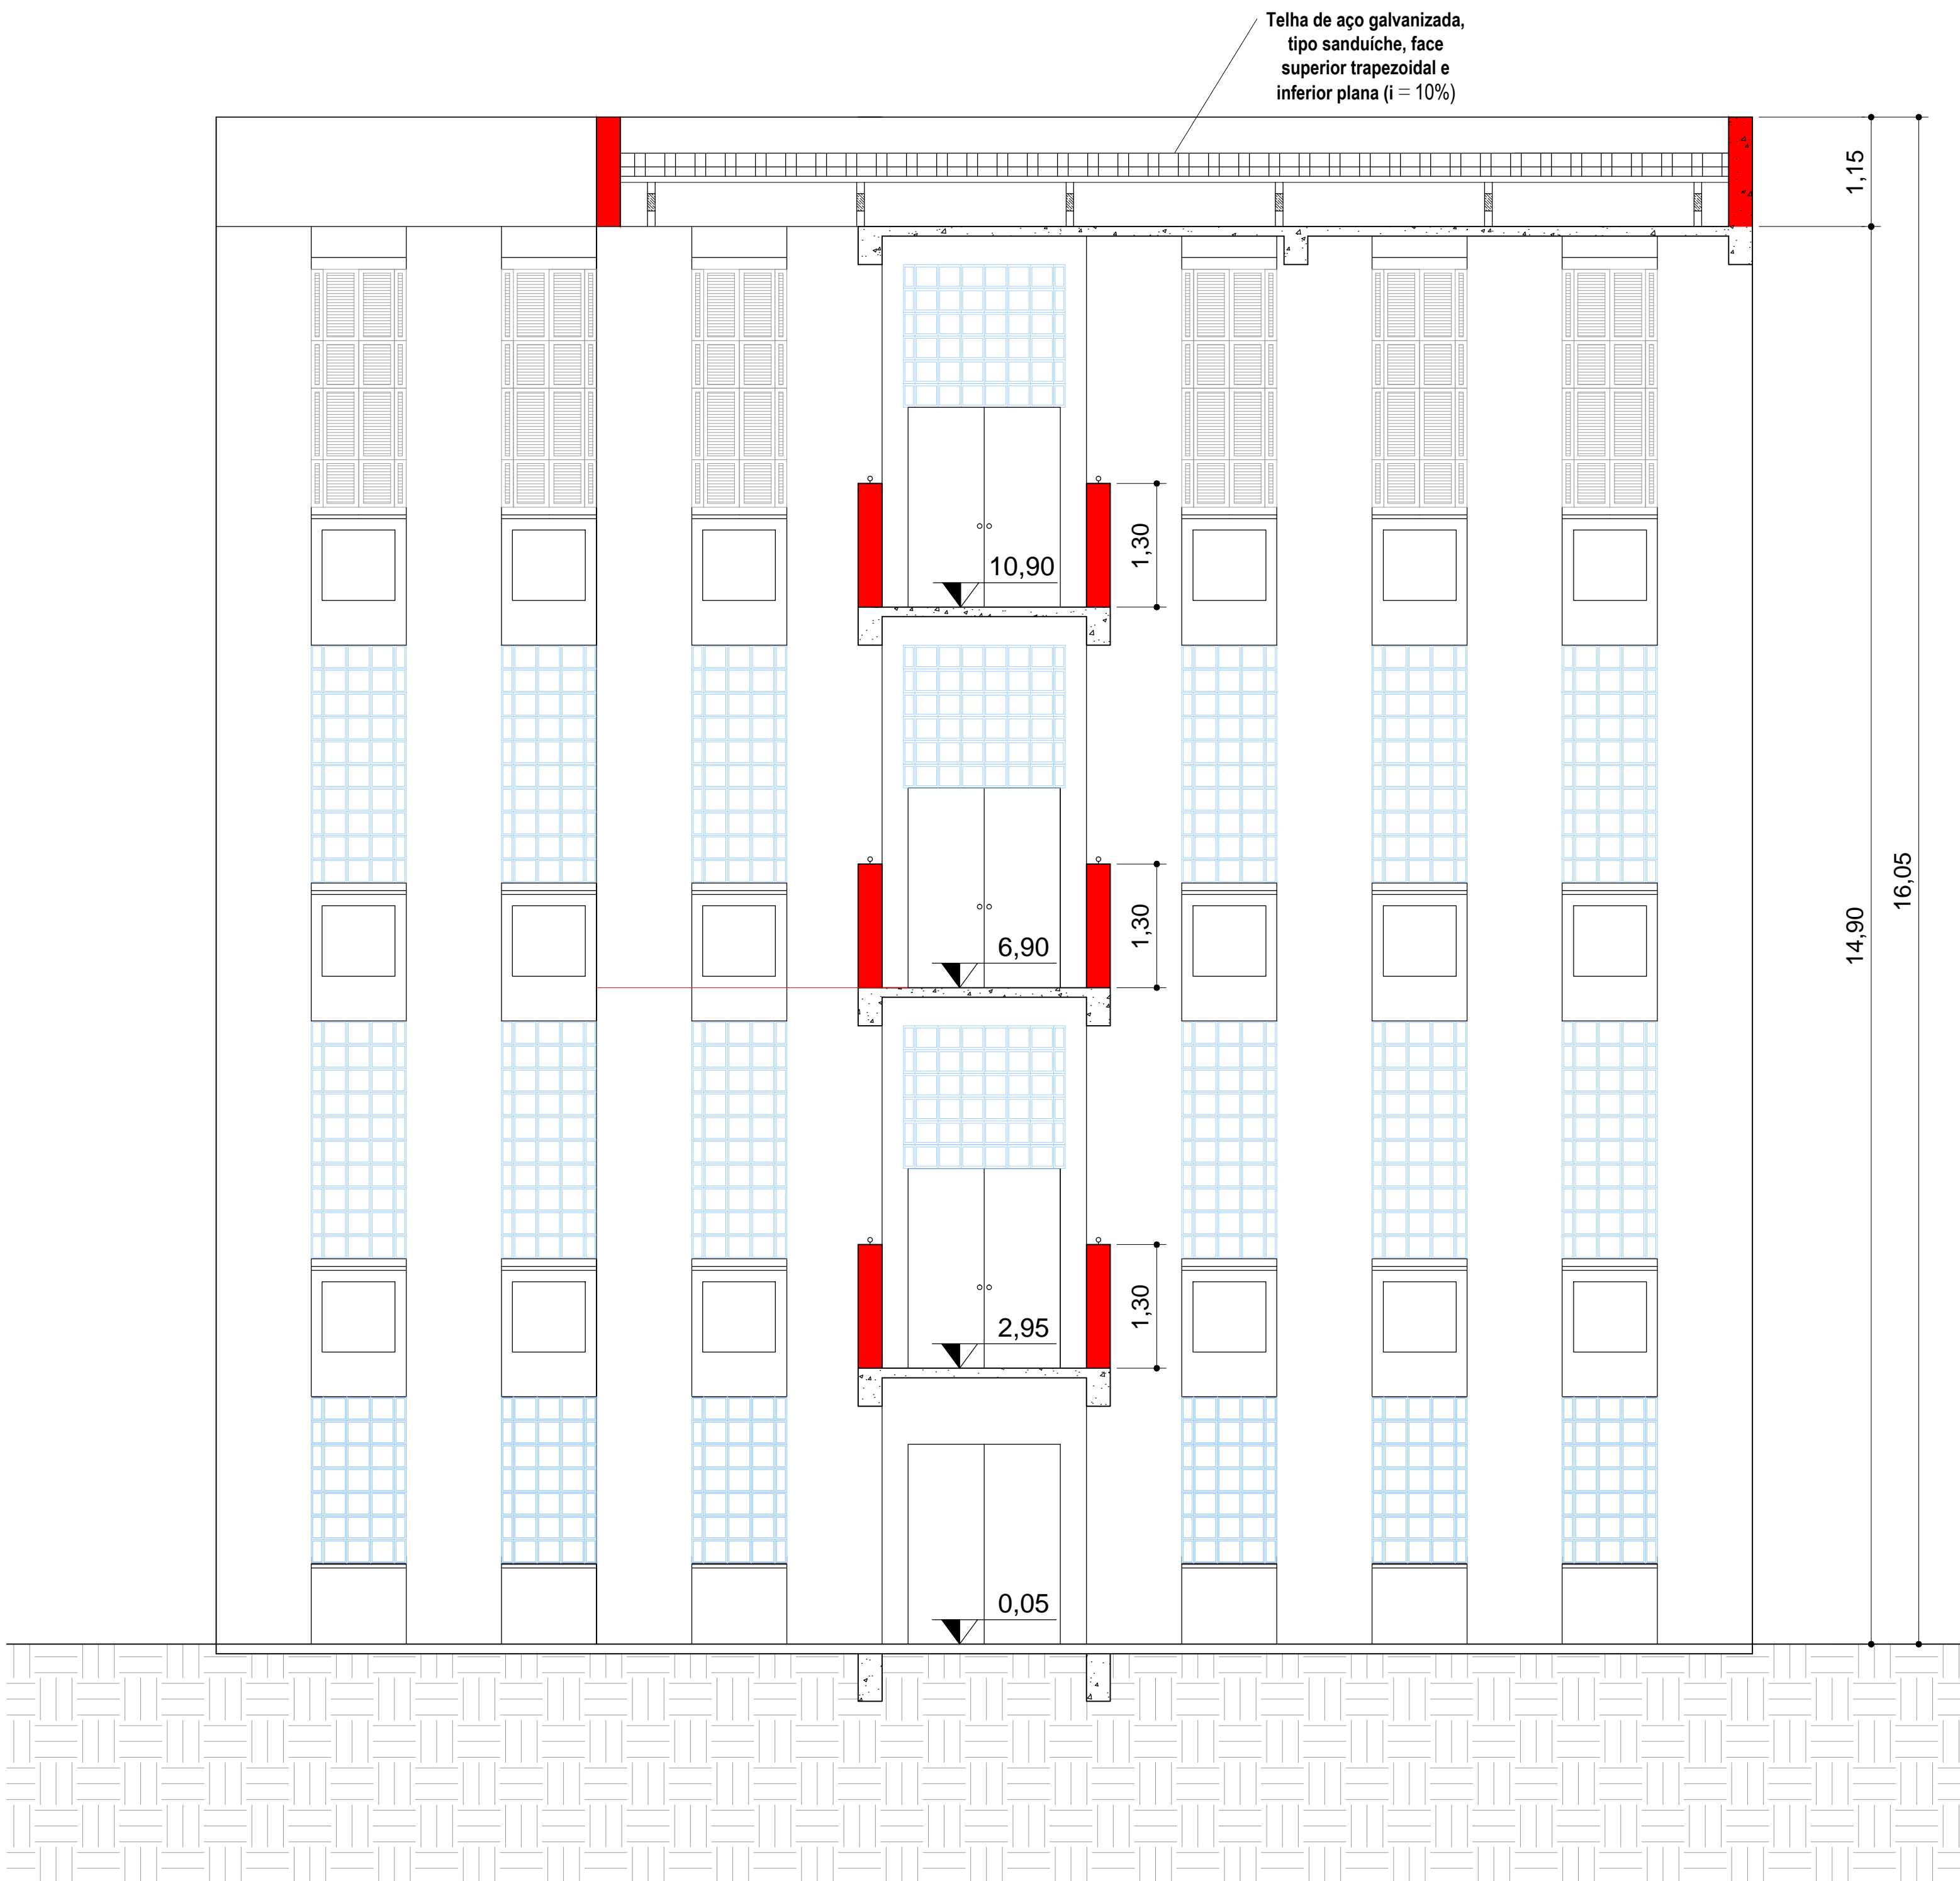 Telha de aço galvanizada,
tipo sanduíche, face
superior trapezoidal e
inferior plana (i = 10%)
1,15
1,30
10,90
16,05
14,90
1,30
6,90
1,30
2,95
0,05